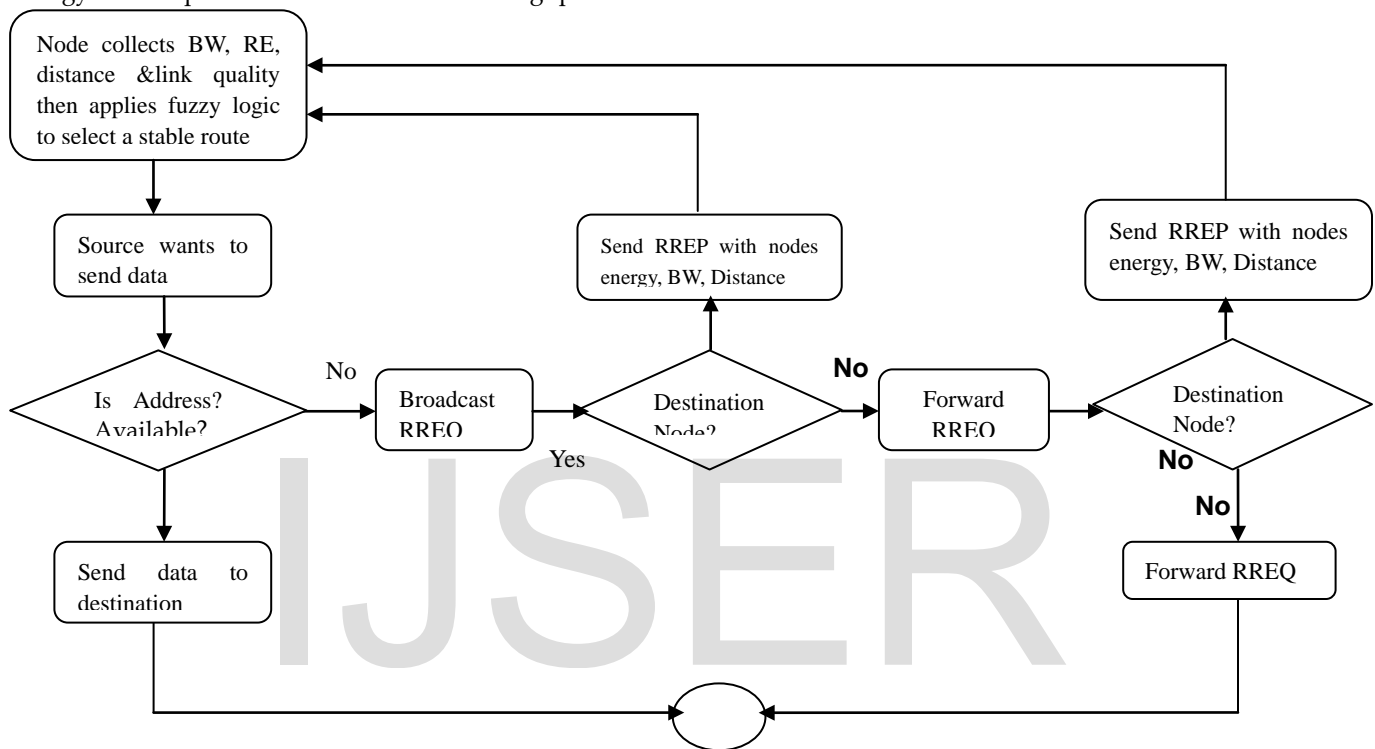 Node collects BW, RE,
distance &link quality
then applies fuzzy logic
to select a stable route
Source wants to
send data
Send RREP with nodes
energy, BW, Distance
Send RREP with nodes
energy, BW, Distance
Is Address?
Available?
No
Broadcast
RREQ
Yes
Destination
Node?
No
Forward
RREQ
Destination
Node?
No
No
Send data to
destination
Forward RREQ
IJSER